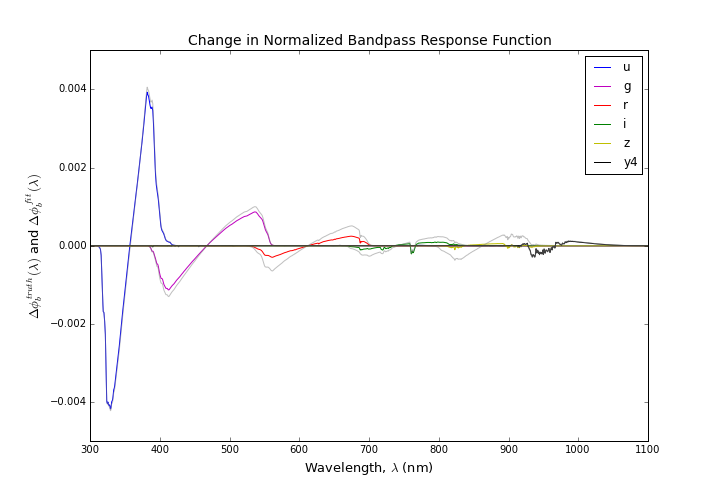 Change in Normalized Bandpass Response Function
Δϕ_b^{truth}(λ) and Δϕ_b^{fit}(λ)
0.004
0.002
0.000
−0.002
−0.004
300 400 500 600 700 800 900 1000 1100
Wavelength, λ (nm)
u
g
r
i
z
y4